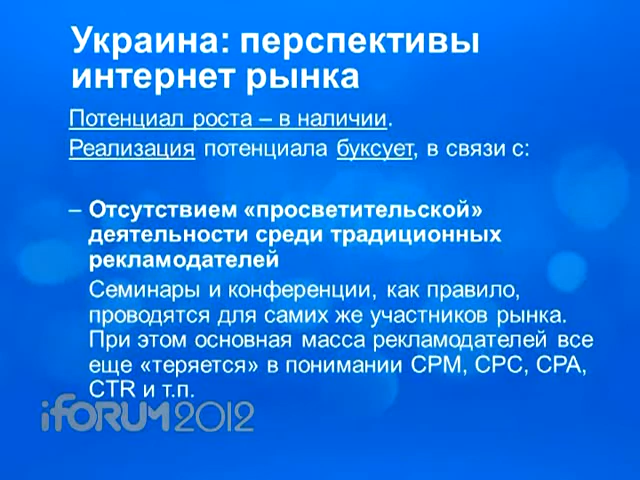 Украина: перспективы
интернет рынка
Потенциал роста – в наличии.
Реализация потенциала буксует, в связи с:
– Отсутствием «просветительской»
деятельности среди традиционных
рекламодателей
Семинары и конференции, как правило,
проводятся для самих же участников рынка.
При этом основная масса рекламодателей все
еще «теряется» в понимании CPM, CPC, CPA,
CTR и т.п.
iFORUM2012